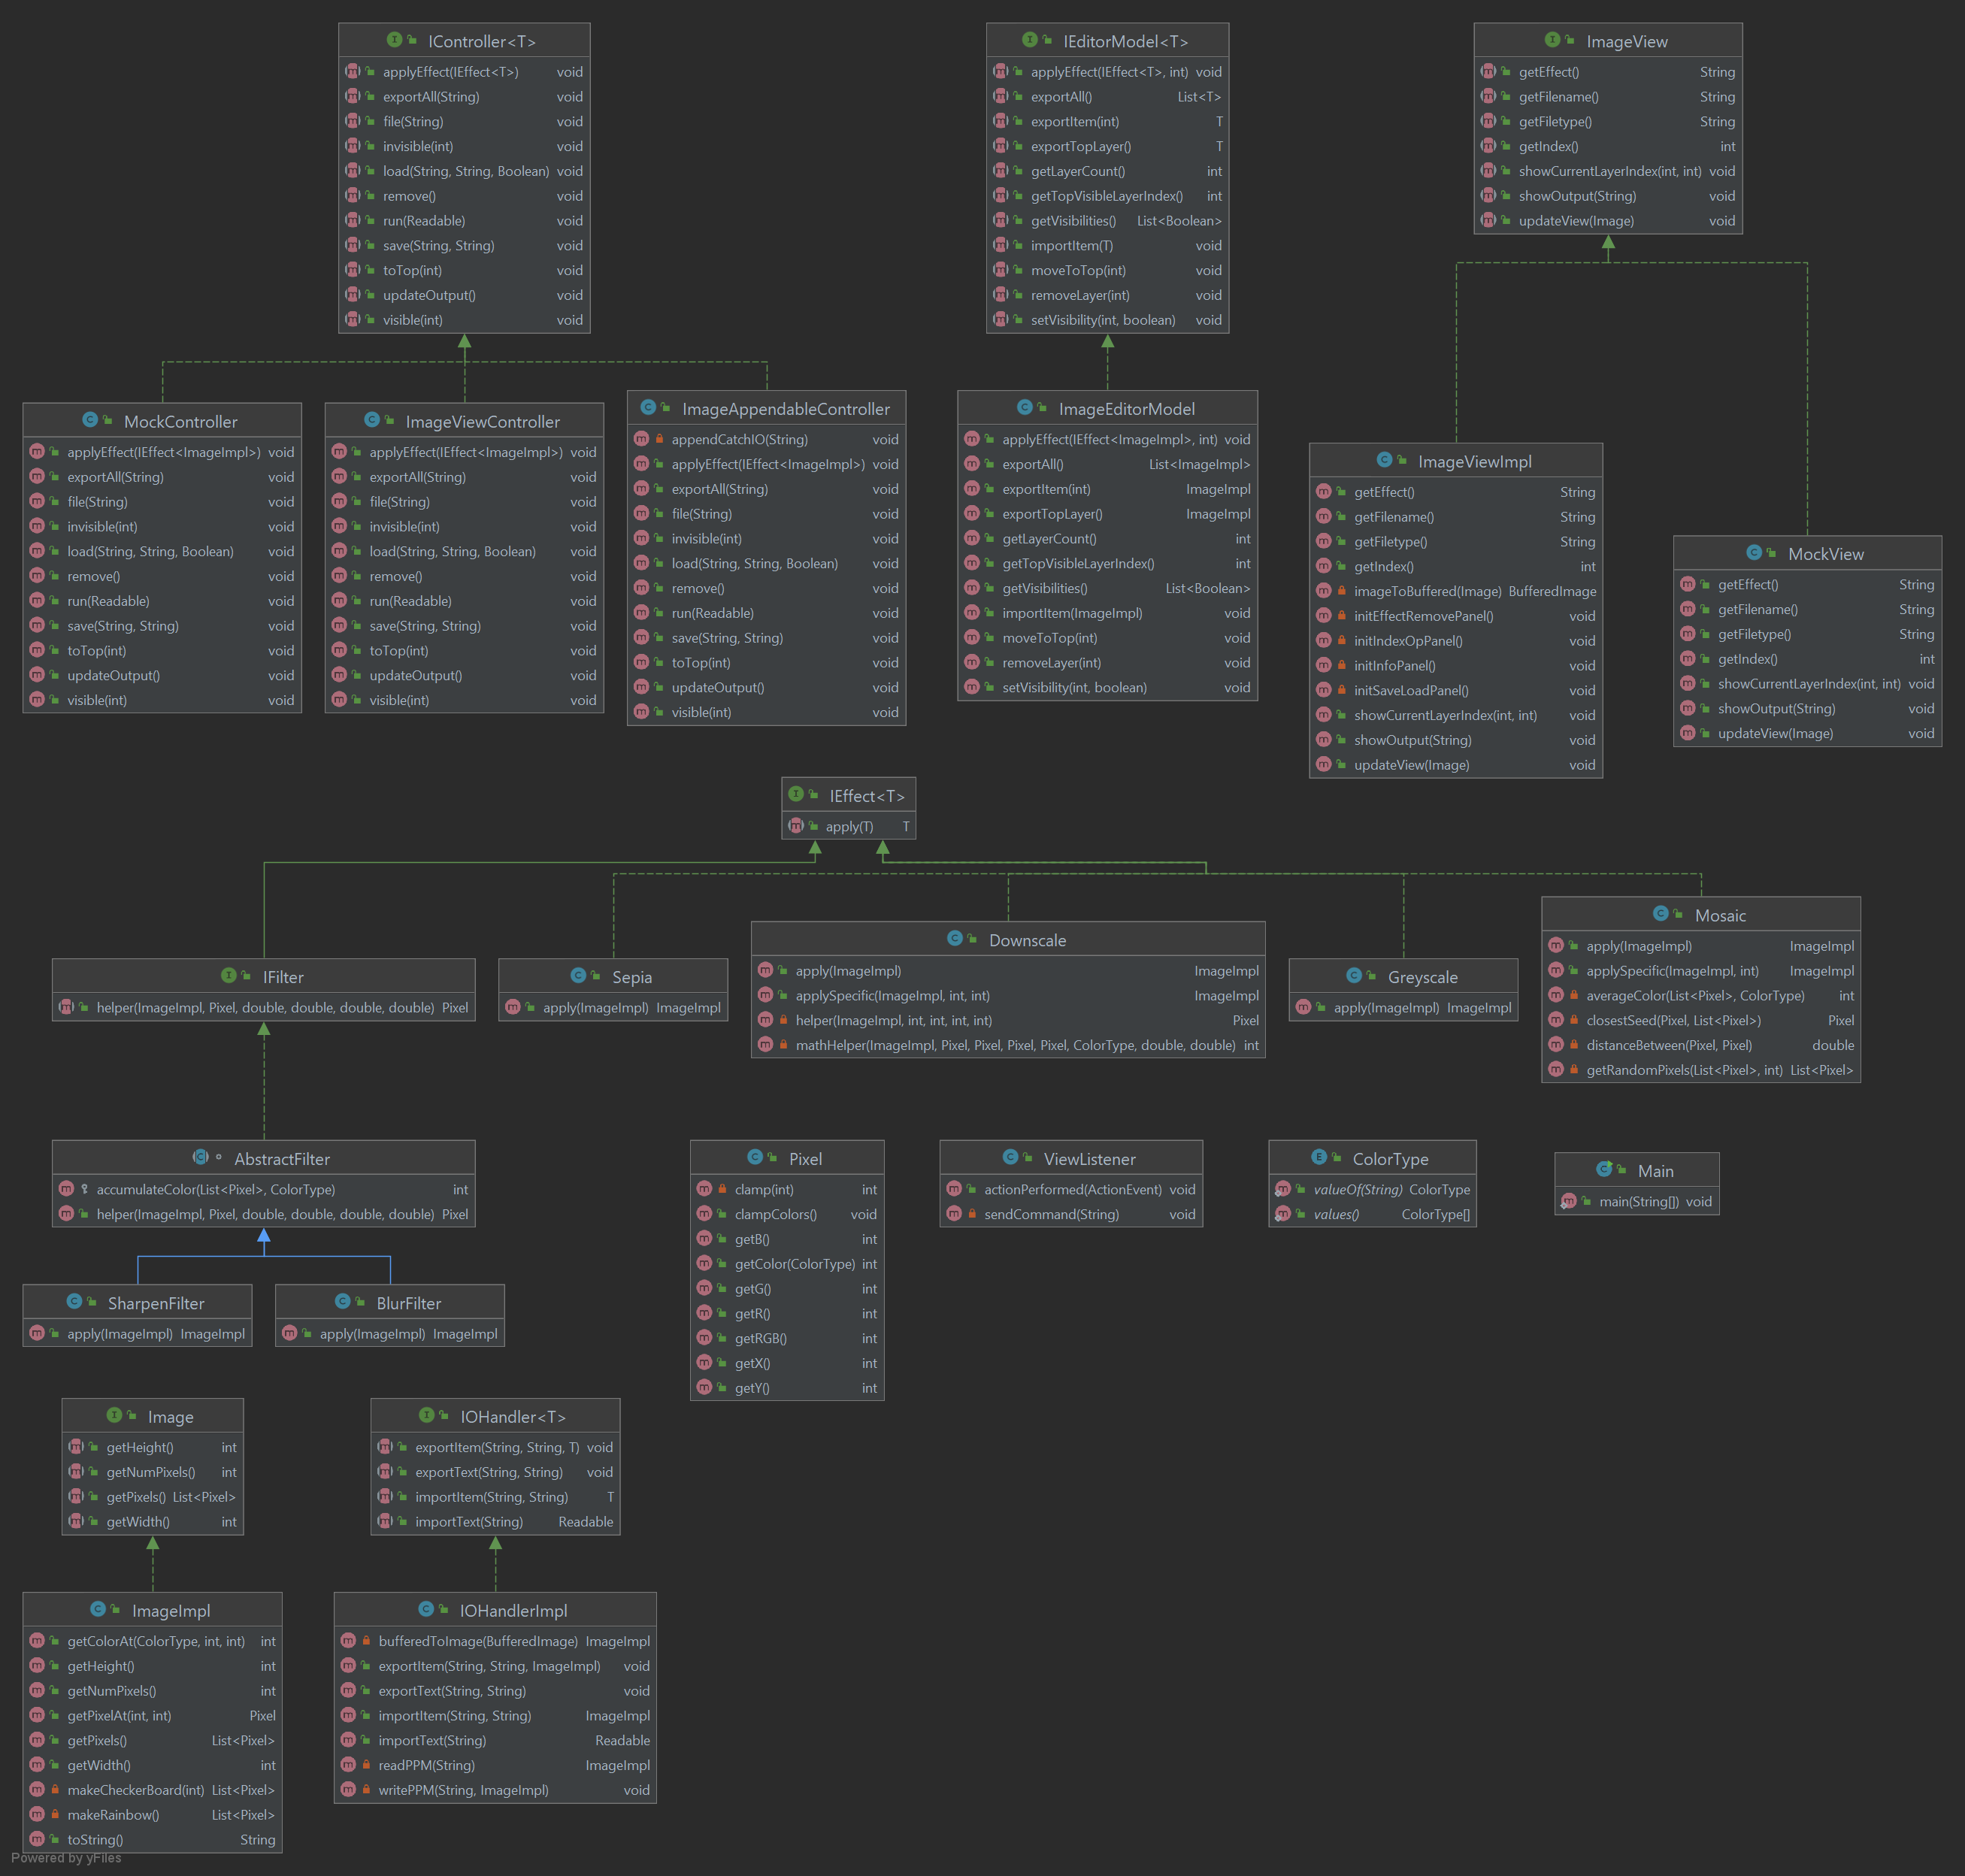 IController<T>
applyEffect(IEffect<T>) void
exportAll(String) void
file(String) void
invisible(int) void
load(String, String, Boolean) void
remove() void
run(Readable) void
save(String, String) void
toTop(int) void
updateOutput() void
visible(int) void
IEditorModel<T>
applyEffect(IEffect<T>, int) void
exportAll() List<T>
exportItem(int) T
exportTopLayer() T
getLayerCount() int
getTopVisibleLayerIndex() int
getVisibilities() List<Boolean>
importItem(T) void
moveToTop(int) void
removeLayer(int) void
setVisibility(int, boolean) void
ImageView
getEffect() String
getFilename() String
getFiletype() String
getIndex() int
showCurrentLayerIndex(int, int) void
showOutput(String) void
updateView(Image) void
MockController
applyEffect(IEffect<ImageImpl>) void
exportAll(String) void
file(String) void
invisible(int) void
load(String, String, Boolean) void
remove() void
run(Readable) void
save(String, String) void
toTop(int) void
updateOutput() void
visible(int) void
ImageViewController
applyEffect(IEffect<ImageImpl>) void
exportAll(String) void
file(String) void
invisible(int) void
load(String, String, Boolean) void
remove() void
run(Readable) void
save(String, String) void
toTop(int) void
updateOutput() void
visible(int) void
ImageAppendableController
appendCatchIO(String) void
applyEffect(IEffect<ImageImpl>) void
exportAll(String) void
file(String) void
invisible(int) void
load(String, String, Boolean) void
remove() void
run(Readable) void
save(String, String) void
toTop(int) void
updateOutput() void
visible(int) void
ImageEditorModel
applyEffect(IEffect<ImageImpl>, int) void
exportAll() List<ImageImpl>
exportItem(int) ImageImpl
exportTopLayer() ImageImpl
getLayerCount() int
getTopVisibleLayerIndex() int
getVisibilities() List<Boolean>
importItem(ImageImpl) void
moveToTop(int) void
removeLayer(int) void
setVisibility(int, boolean) void
ImageViewImpl
getEffect() String
getFilename() String
getFiletype() String
getIndex() int
imageToBuffered(Image) BufferedImage
initEffectRemovePanel() void
initIndexOpPanel() void
initInfoPanel() void
initSaveLoadPanel() void
showCurrentLayerIndex(int, int) void
showOutput(String) void
updateView(Image) void
MockView
getEffect() String
getFilename() String
getFiletype() String
getIndex() int
showCurrentLayerIndex(int, int) void
showOutput(String) void
updateView(Image) void
IEffect<T>
apply(T) T
IFilter
helper(ImageImpl, Pixel, double, double, double, double) Pixel
Sepia
apply(ImageImpl) ImageImpl
Downscale
apply(ImageImpl) ImageImpl
applySpecific(ImageImpl, int, int) ImageImpl
helper(ImageImpl, int, int, int, int) Pixel
mathHelper(ImageImpl, Pixel, Pixel, Pixel, Pixel, ColorType, double, double) int
Greyscale
apply(ImageImpl) ImageImpl
Mosaic
apply(ImageImpl) ImageImpl
applySpecific(ImageImpl, int) ImageImpl
averageColor(List<Pixel>, ColorType) int
closestSeed(Pixel, List<Pixel>) Pixel
distanceBetween(Pixel, Pixel) double
getRandomPixels(List<Pixel>, int) List<Pixel>
AbstractFilter
accumulateColor(List<Pixel>, ColorType) int
helper(ImageImpl, Pixel, double, double, double, double) Pixel
Pixel
clamp(int) int
clampColors() void
getB() int
getColor(ColorType) int
getG() int
getR() int
getRGB() int
getX() int
getY() int
ViewListener
actionPerformed(ActionEvent) void
sendCommand(String) void
ColorType
valueOf(String) ColorType
values() ColorType[]
Main
main(String[]) void
SharpenFilter
apply(ImageImpl) ImageImpl
BlurFilter
apply(ImageImpl) ImageImpl
Image
getHeight() int
getNumPixels() int
getPixels() List<Pixel>
getWidth() int
IOHandler<T>
exportItem(String, String, T) void
exportText(String, String) void
importItem(String, String) T
importText(String) Readable
ImageImpl
getColorAt(ColorType, int, int) int
getHeight() int
getNumPixels() int
getPixelAt(int, int) Pixel
getPixels() List<Pixel>
getWidth() int
makeCheckerBoard(int) List<Pixel>
makeRainbow() List<Pixel>
toString() String
IOHandlerImpl
bufferedToImage(BufferedImage) ImageImpl
exportItem(String, String, ImageImpl) void
exportText(String, String) void
importItem(String, String) ImageImpl
importText(String) Readable
readPPM(String) ImageImpl
writePPM(String, ImageImpl) void
Powered by yFiles